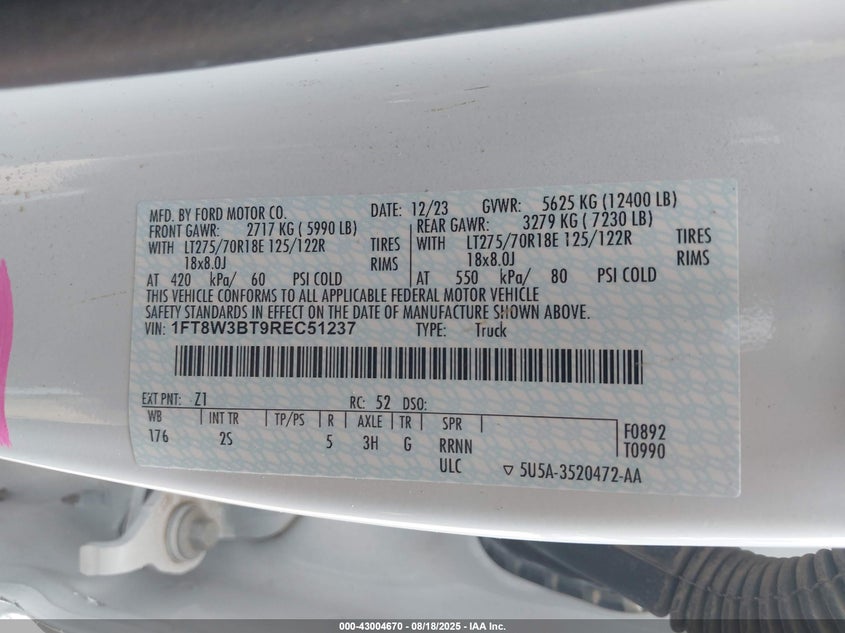 MFD. BY FORD MOTOR CO. DATE: 12/23 GVWR: 5625 KG (12400 LB)
FRONT GAWR: 2717 KG ( 5990 LB) REAR GAWR: 3279 KG ( 7230 LB)
WITH LT275/70R18E 125/122R TIRES WITH LT275/70R18E 125/122R TIRES
18x8.0J RIMS 18x8.0J RIMS
AT 420 kPa/ 60 PSI COLD AT 550 kPa/ 80 PSI COLD
THIS VEHICLE CONFORMS TO ALL APPLICABLE FEDERAL MOTOR VEHICLE
SAFETY STANDARDS IN EFFECT ON THE DATE OF MANUFACTURE SHOWN ABOVE.
VIN: 1FT8W3BT9REC51237 TYPE: Truck
EXT PNT: Z1 RC: 52 DSO:
WB INT TR TP/PS R AXLE TR SPR
176 2S 5 3H G RRNN
ULC
F0892
T0990
▽ 5U5A-3520472-AA
000-43004670 - 08/18/2025 - IAA Inc.